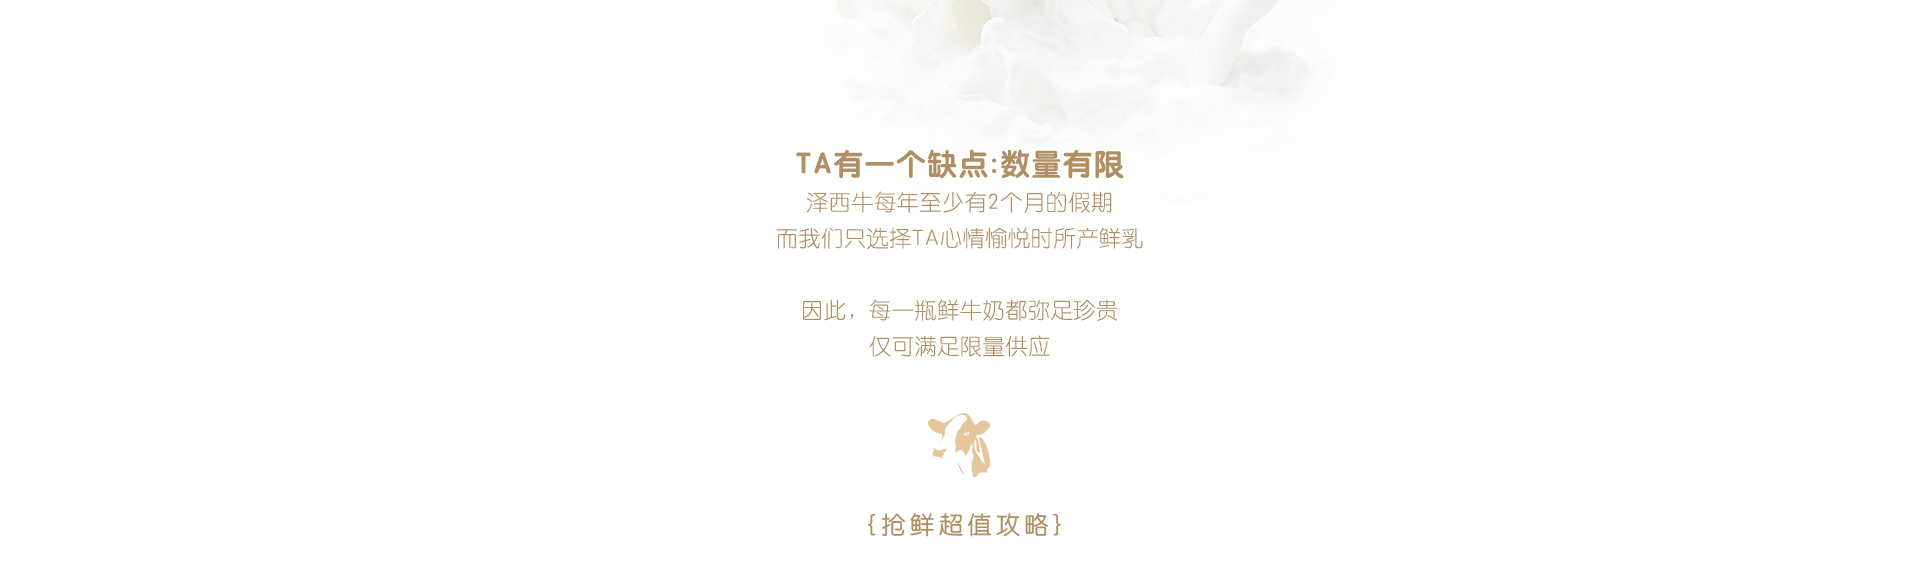 TA有一个缺点:数量有限
泽西牛每年至少有2个月的假期
而我们只选择TA心情愉悦时所产鲜乳
因此，每一瓶鲜牛奶都弥足珍贵
仅可满足限量供应
{抢鲜超值攻略}